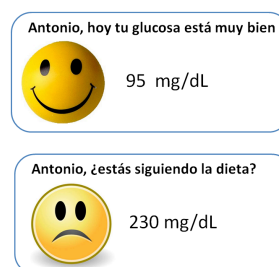 Antonio, hoy tu glucosa está muy bien
95 mg/dL
Antonio, ¿estás siguiendo la dieta?
230 mg/dL